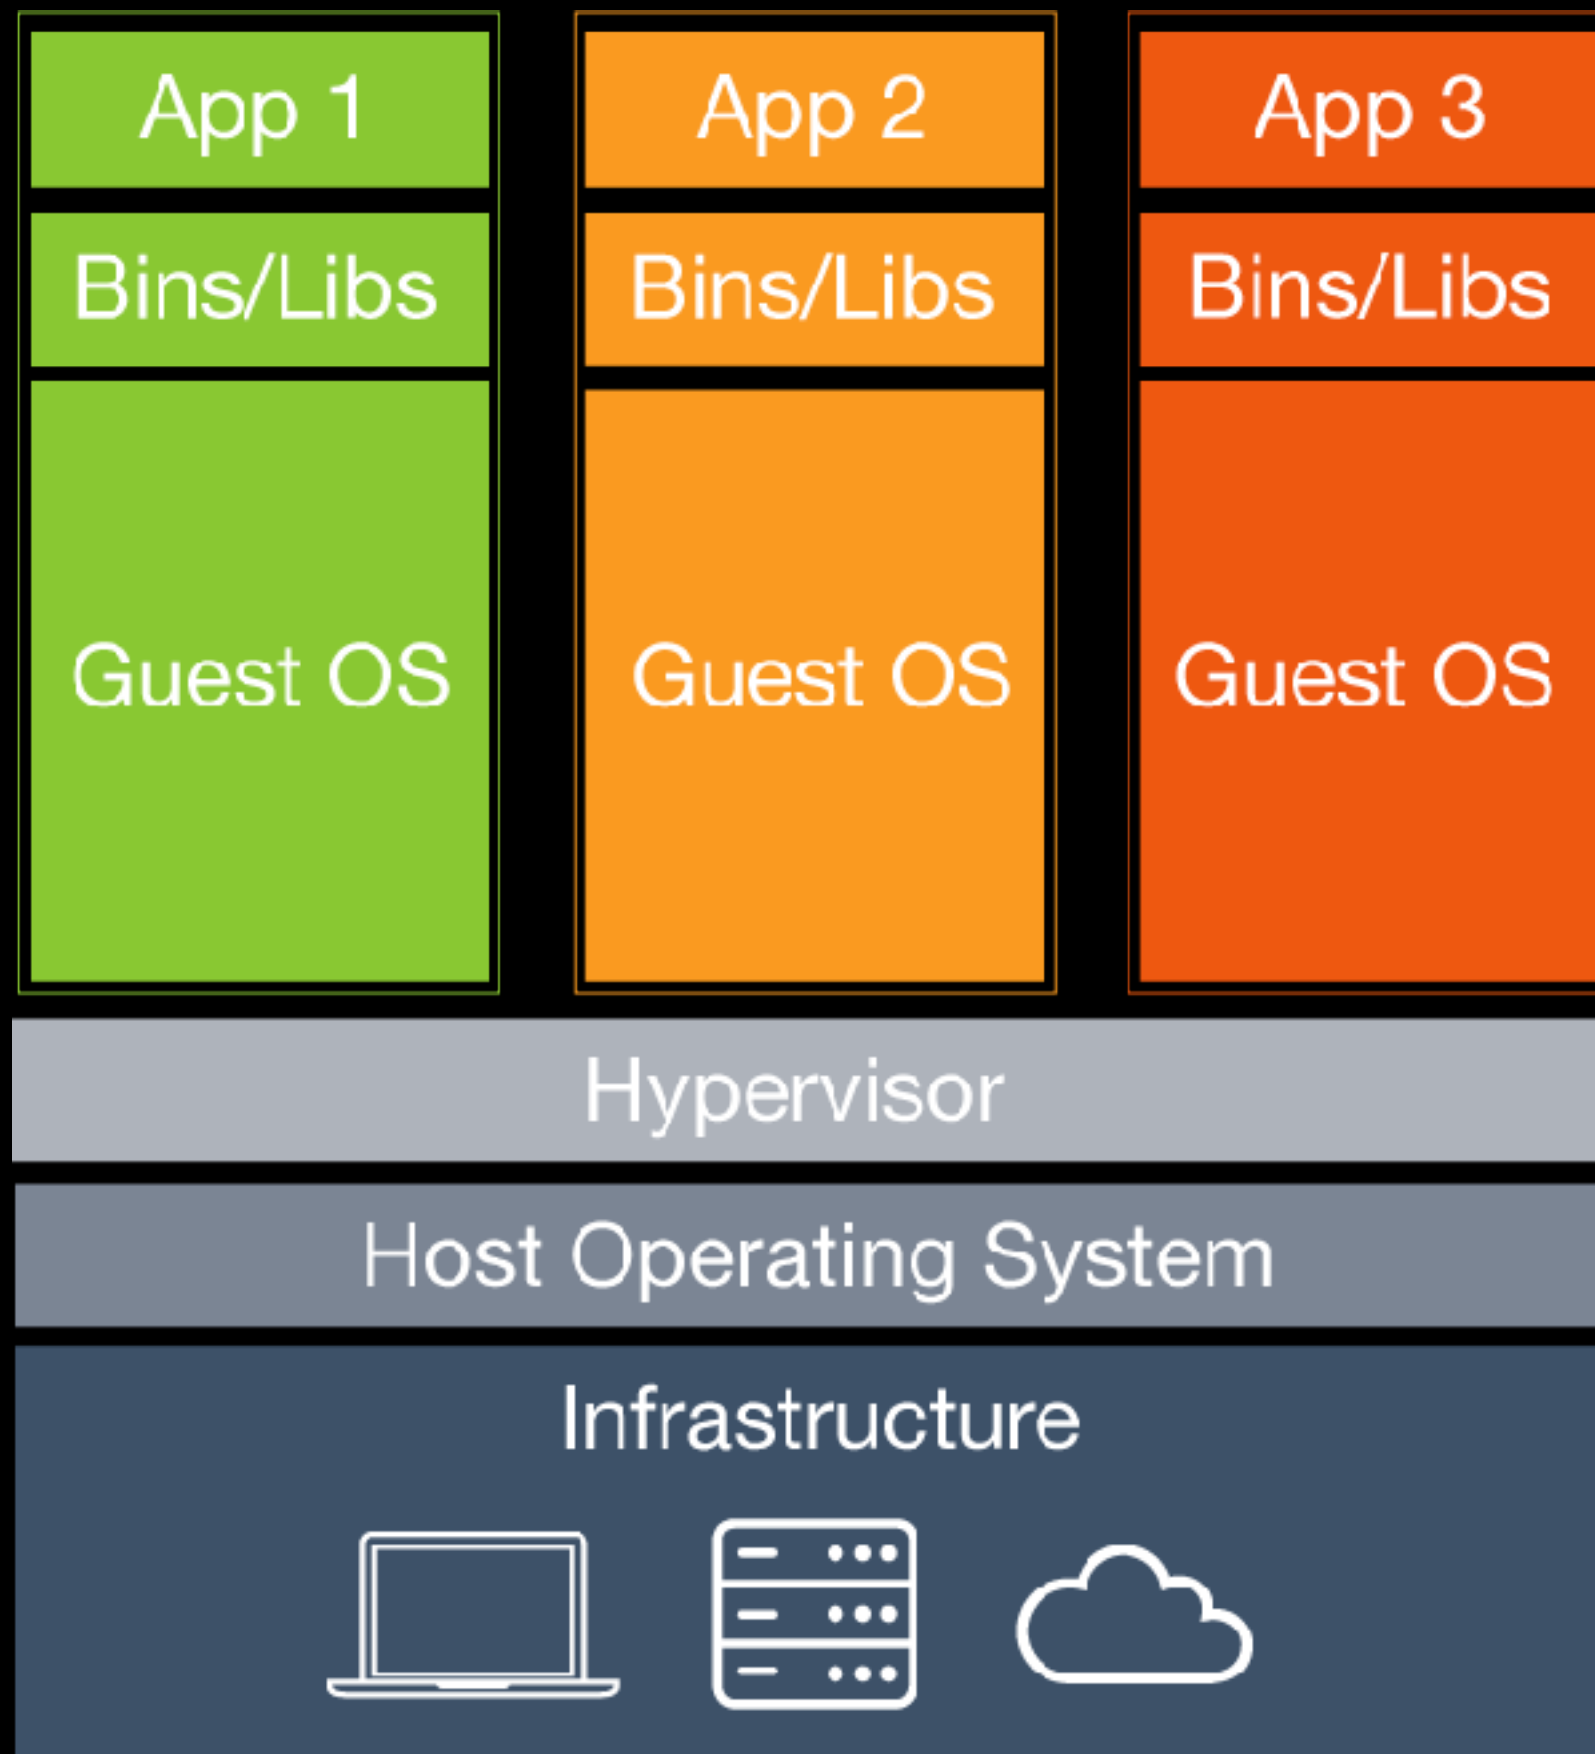 App 1
App 2
App 3
Bins/Libs
Bins/Libs
Bins/Libs
Guest OS
Guest OS
Guest OS
Hypervisor
Host Operating System
Infrastructure